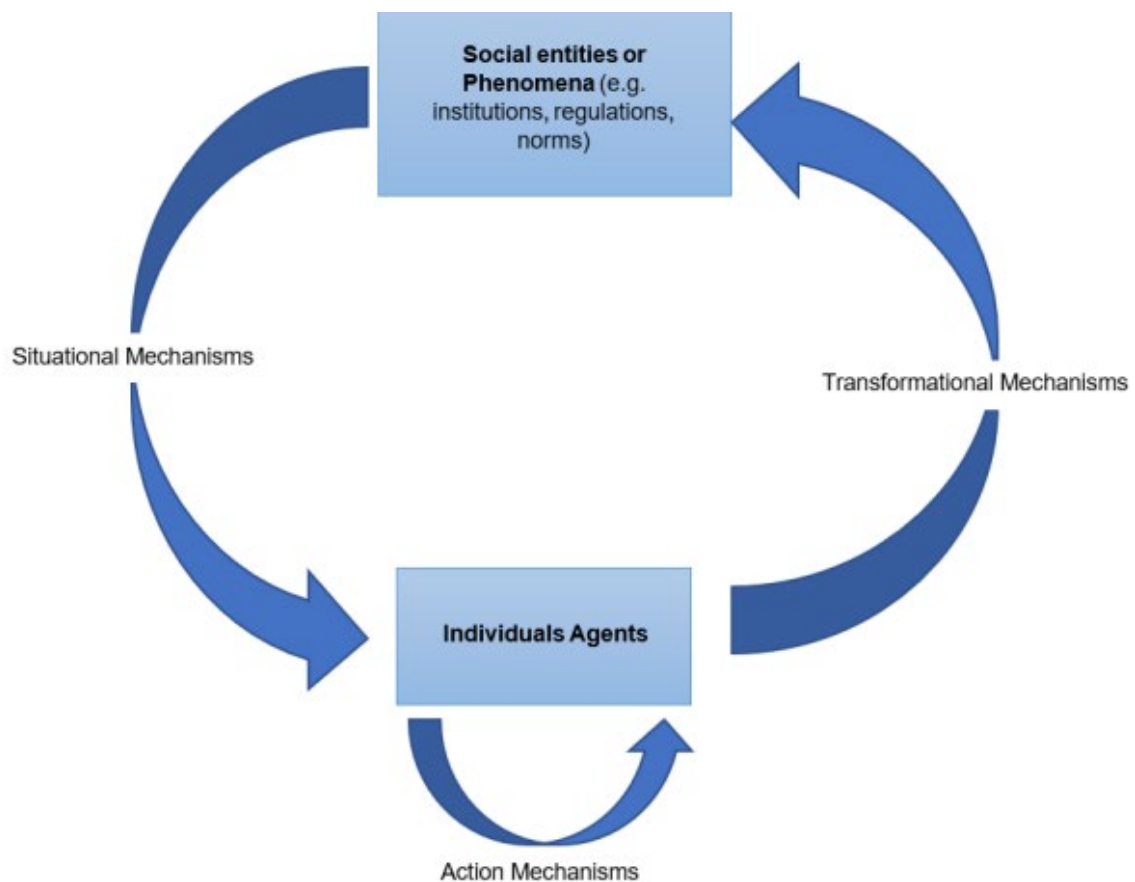 Social entities or
Phenomena (e.g.
institutions, regulations,
norms)
Situational Mechanisms
Transformational Mechanisms
Individuals Agents
Action Mechanisms